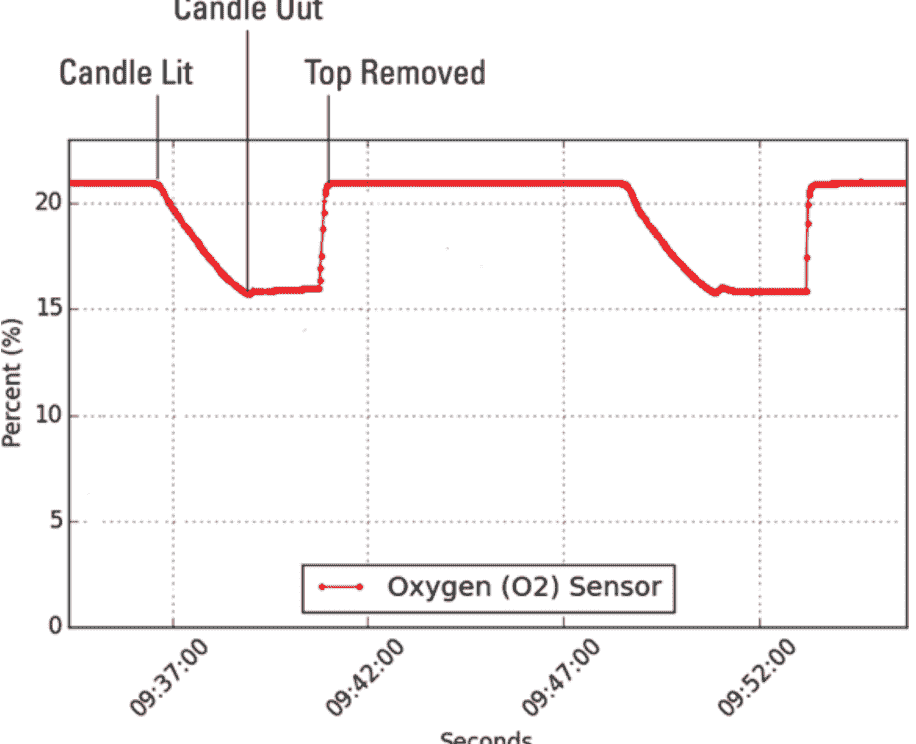 Candle Out
Candle Lit
Top Removed
20
15
10
5
0
Percent (%)
Oxygen (O2) Sensor
09:37:00
09:42:00
09:47:00
09:52:00
Seconds